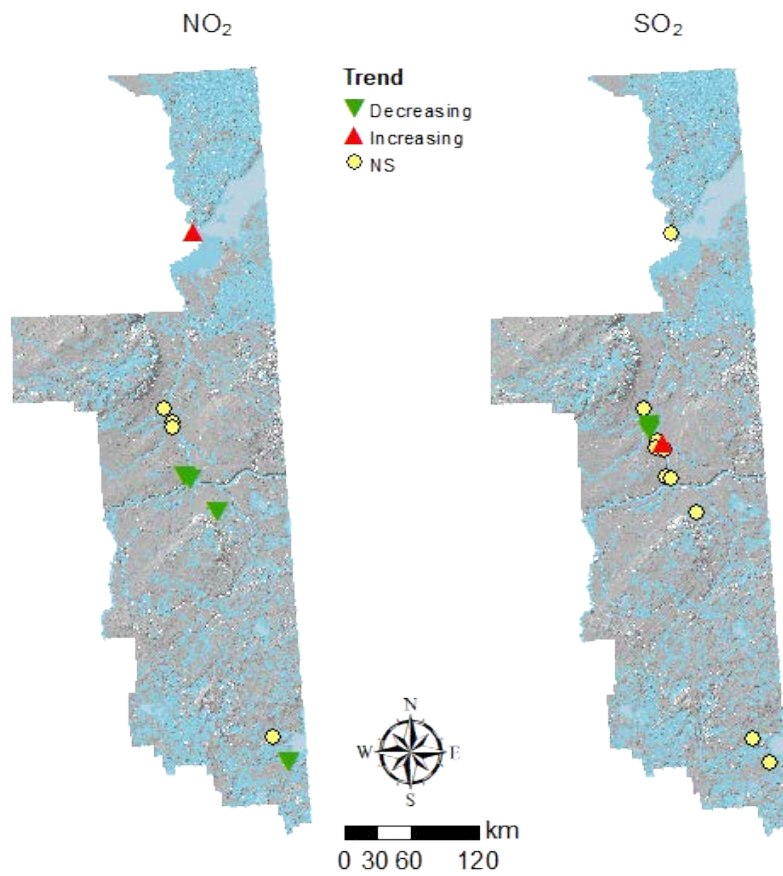 NO₂
SO₂
Trend
Decreasing
Increasing
NS
N
W E
S
km
0 30 60 120